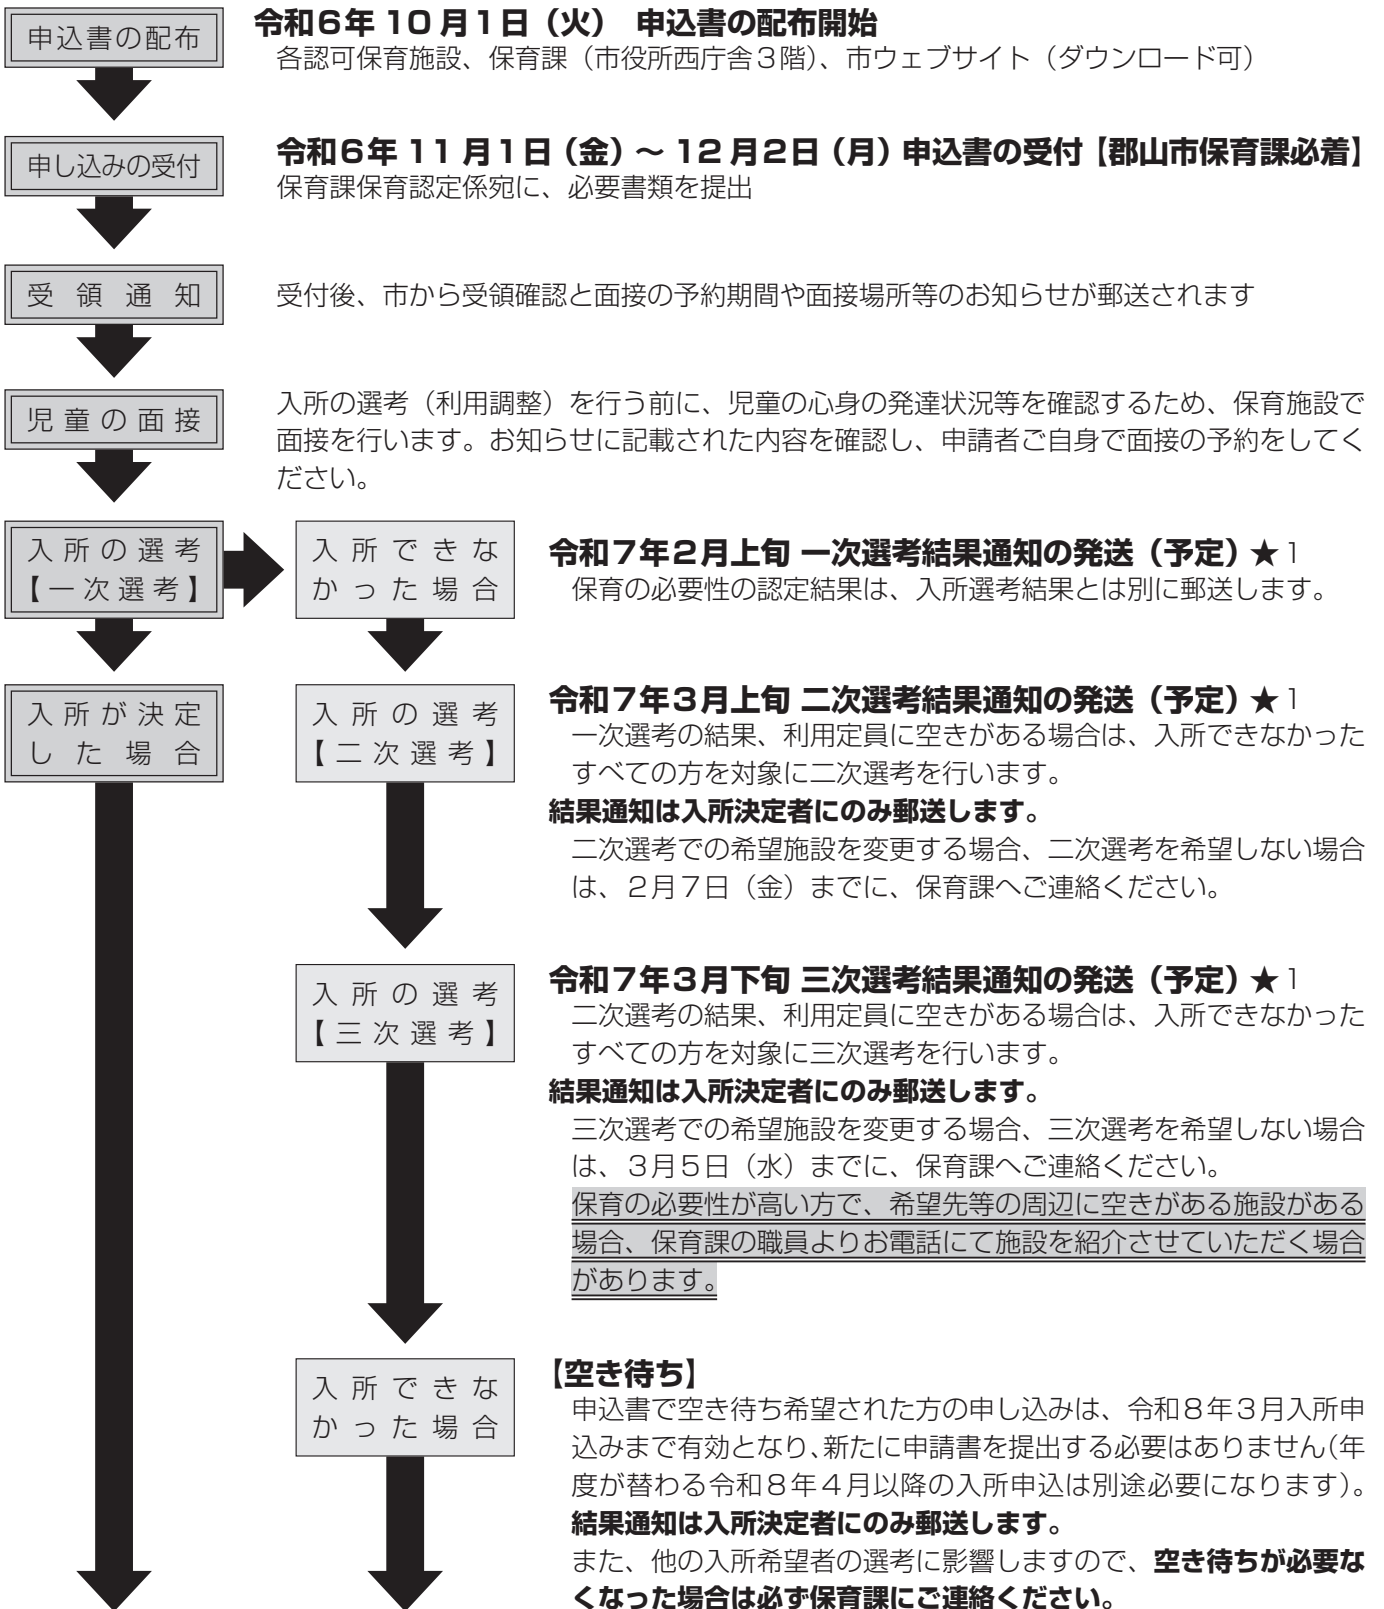 申込書の配布
令和6年 10 月1日（火） 申込書の配布開始
各認可保育施設、保育課（市役所西庁舎3階）、市ウェブサイト（ダウンロード可）
申し込みの受付
令和6年 11 月1日（金）～ 12 月2日（月）申込書の受付【郡山市保育課必着】
保育課保育認定係宛に、必要書類を提出
受領通知
受付後、市から受領確認と面接の予約期間や面接場所等のお知らせが郵送されます
児童の面接
入所の選考（利用調整）を行う前に、児童の心身の発達状況等を確認するため、保育施設で
面接を行います。お知らせに記載された内容を確認し、申請者ご自身で面接の予約をしてく
ださい。
入所の選考
【一次選考】
入所できな
かった場合
令和7年2月上旬 一次選考結果通知の発送（予定）★1
保育の必要性の認定結果は、入所選考結果とは別に郵送します。
入所が決定
した場合
入所の選考
【二次選考】
令和7年3月上旬 二次選考結果通知の発送（予定）★1
一次選考の結果、利用定員に空きがある場合は、入所できなかった
すべての方を対象に二次選考を行います。
結果通知は入所決定者にのみ郵送します。
二次選考での希望施設を変更する場合、二次選考を希望しない場合
は、2月7日（金）までに、保育課へご連絡ください。
入所の選考
【三次選考】
令和7年3月下旬 三次選考結果通知の発送（予定）★1
二次選考の結果、利用定員に空きがある場合は、入所できなかった
すべての方を対象に三次選考を行います。
結果通知は入所決定者にのみ郵送します。
三次選考での希望施設を変更する場合、三次選考を希望しない場合
は、3月5日（水）までに、保育課へご連絡ください。
保育の必要性が高い方で、希望先等の周辺に空きがある施設がある
場合、保育課の職員よりお電話にて施設を紹介させていただく場合
があります。
入所できな
かった場合
【空き待ち】
申込書で空き待ち希望された方の申し込みは、令和8年3月入所申
込みまで有効となり、新たに申請書を提出する必要はありません（年
度が替わる令和8年4月以降の入所申込は別途必要になります）。
結果通知は入所決定者にのみ郵送します。
また、他の入所希望者の選考に影響しますので、空き待ちが必要な
くなった場合は必ず保育課にご連絡ください。